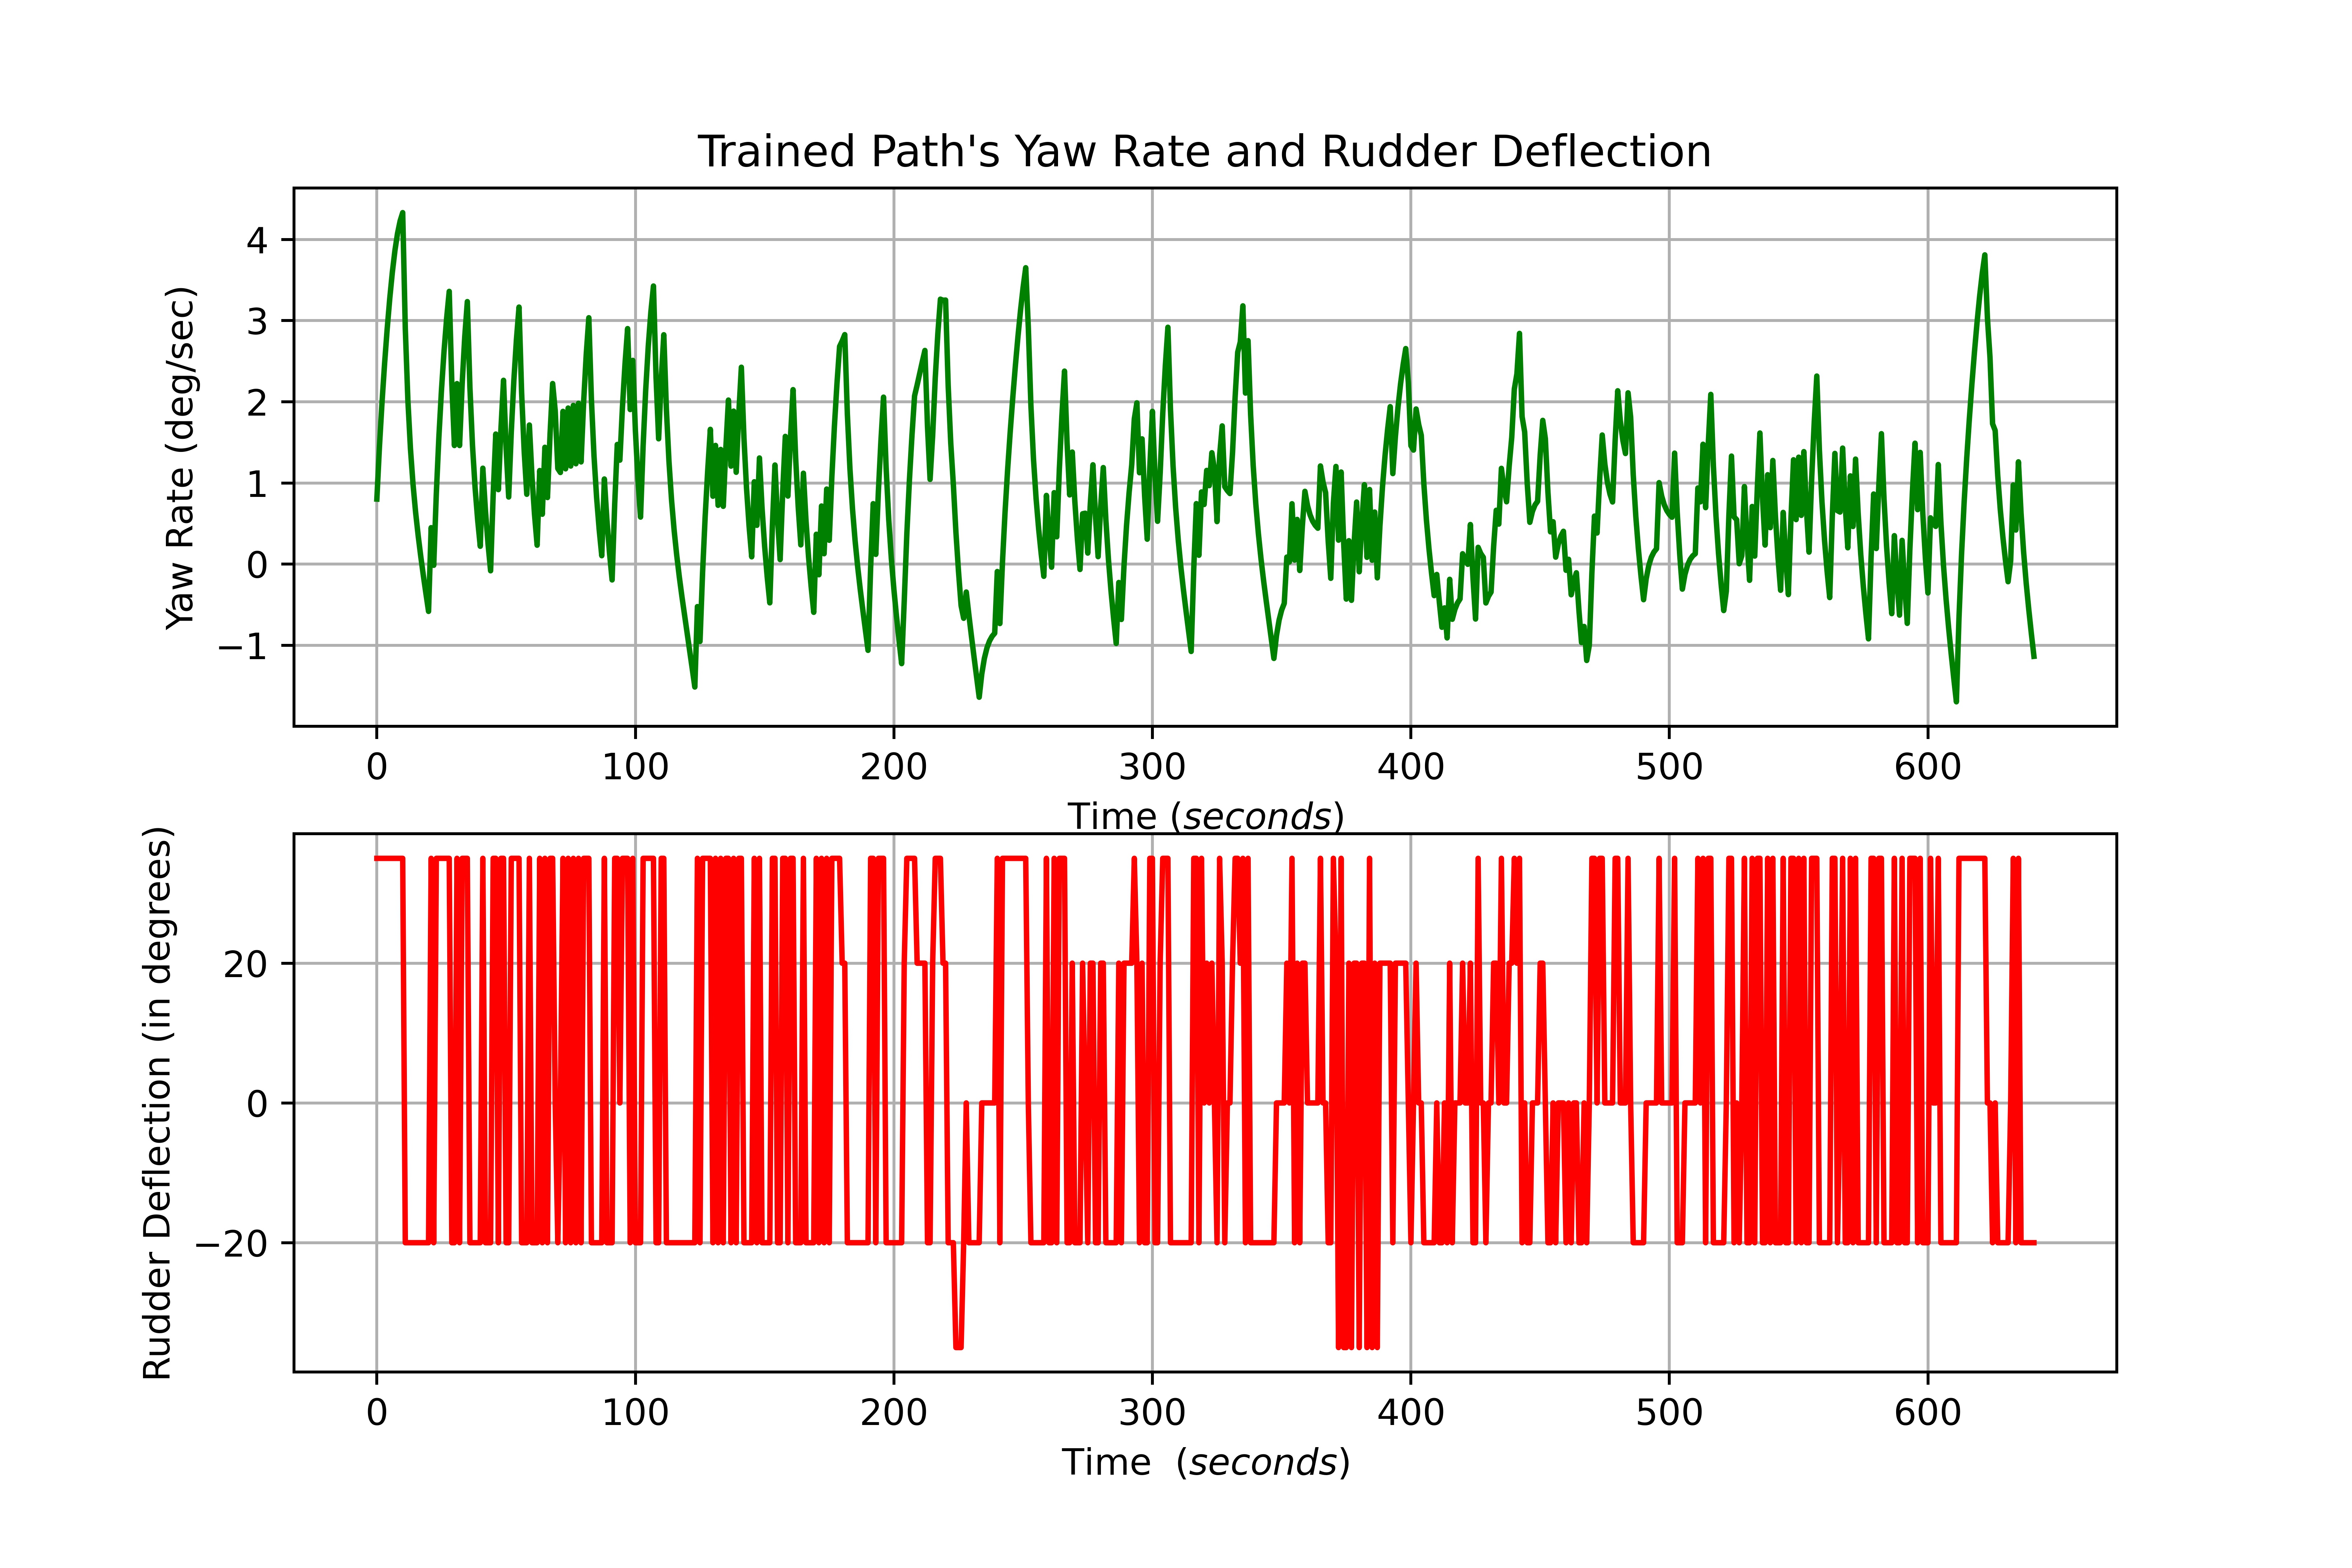 Trained Path's Yaw Rate and Rudder Deflection
Yaw Rate (deg/sec)
4
3
2
1
0
−1
0 100 200 300 400 500 600
Time (seconds)
Rudder Deflection (in degrees)
20
0
−20
0 100 200 300 400 500 600
Time (seconds)